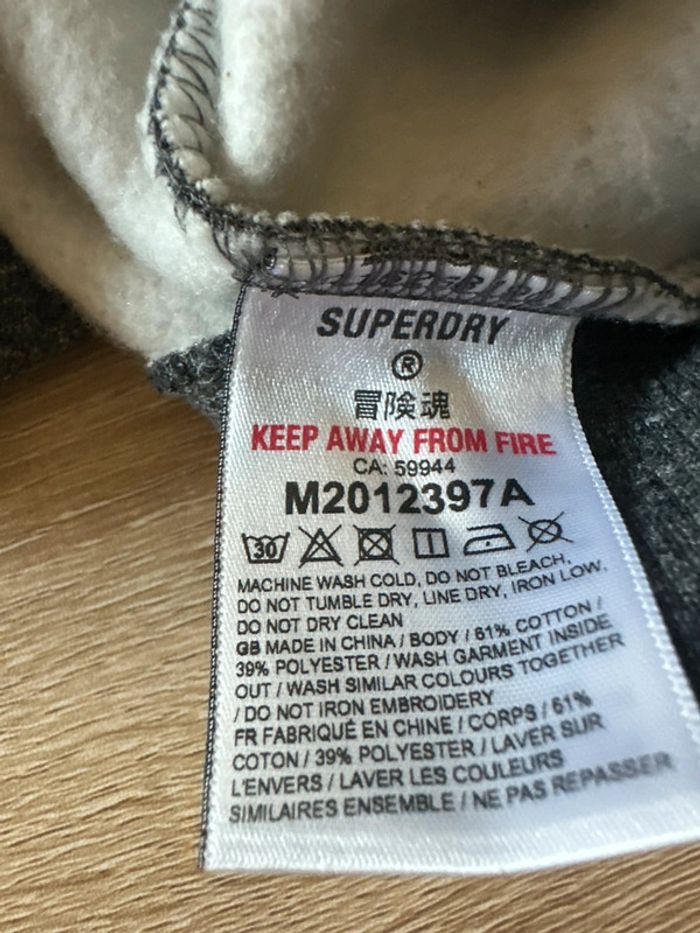 SUPERDRY
®
冒険魂
KEEP AWAY FROM FIRE
CA: 59944
M2012397A
30
MACHINE WASH COLD, DO NOT BLEACH,
DO NOT TUMBLE DRY, LINE DRY, IRON LOW.
DO NOT DRY CLEAN
GB MADE IN CHINA / BODY / 61% COTTON /
39% POLYESTER / WASH GARMENT INSIDE
OUT / WASH SIMILAR COLOURS TOGETHER
/ DO NOT IRON EMBROIDERY
FR FABRIQUÉ EN CHINE / CORPS / 61%
COTON / 39% POLYESTER / LAVER SUR
L'ENVERS / LAVER LES COULEURS
SIMILAIRES ENSEMBLE / NE PAS REPASSER